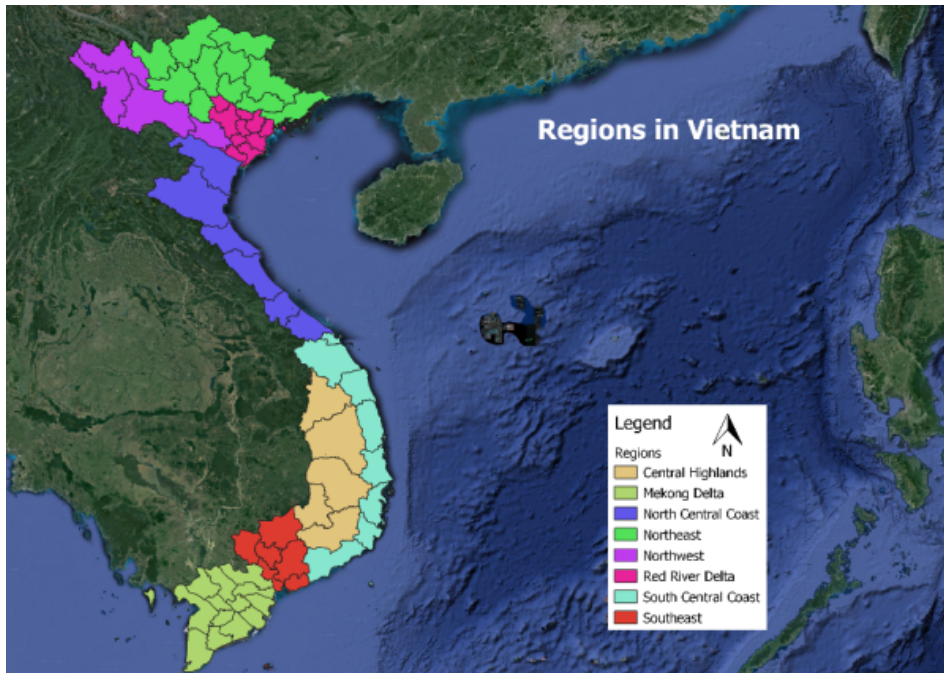 Regions in Vietnam
Legend
N
Regions
Central Highlands
Mekong Delta
North Central Coast
Northeast
Northwest
Red River Delta
South Central Coast
Southeast